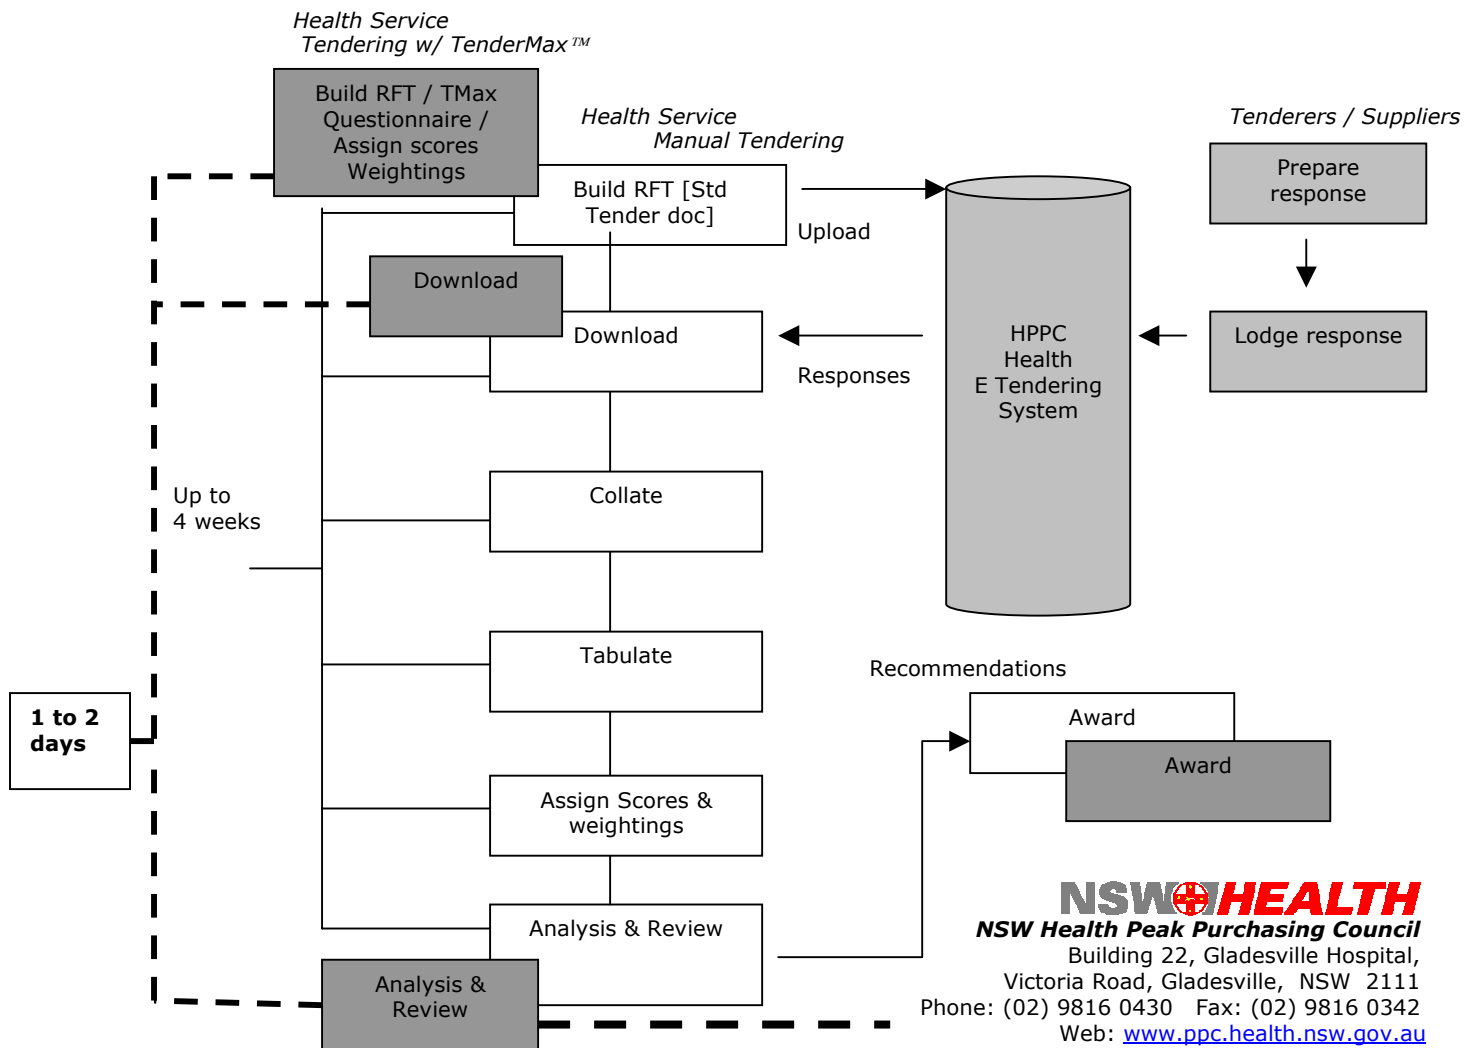 Health Service
Tendering w/ TenderMax™
Build RFT / TMax
Questionnaire /
Assign scores
Weightings
Health Service
Manual Tendering
Build RFT [Std
Tender doc]
Upload
Tenderers / Suppliers
Prepare
response
Download
Download
Responses
HPPC
Health
E Tendering
System
Lodge response
Up to
4 weeks
Collate
Tabulate
1 to 2
days
Recommendations
Award
Award
Assign Scores &
weightings
Analysis & Review
Analysis &
Review
NSW HEALTH
NSW Health Peak Purchasing Council
Building 22, Gladesville Hospital,
Victoria Road, Gladesville, NSW 2111
Phone: (02) 9816 0430 Fax: (02) 9816 0342
Web: www.ppc.health.nsw.gov.au